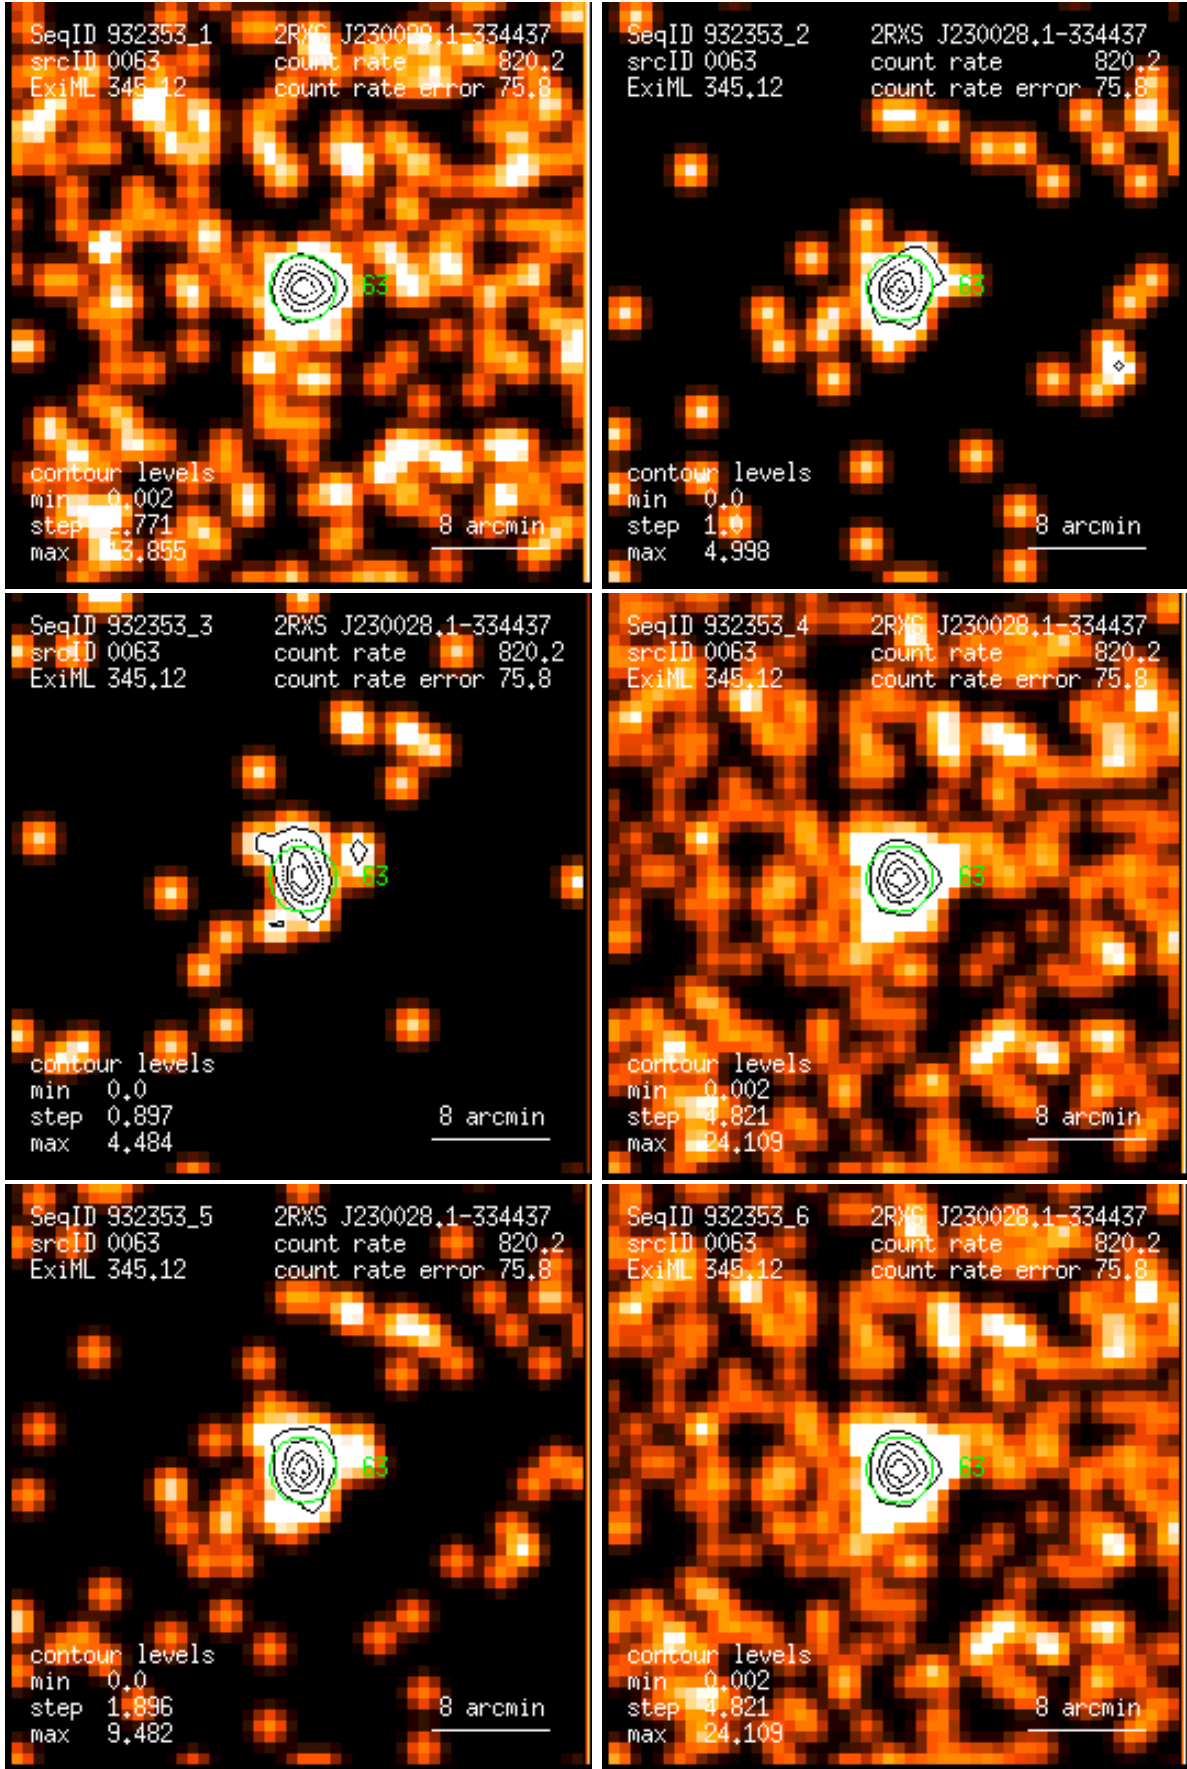 SeqID 932353_1 2RXS J230028.1-334437
srcID 0063 count rate 820.2
ExiML 345.12 count rate error 75.8
63
contour levels
min 0.002
step 2.771 8 arcmin
max 13.855
SeqID 932353_2 2RXS J230028.1-334437
srcID 0063 count rate 820.2
ExiML 345.12 count rate error 75.8
63
contour levels
min 0.0
step 1.0 8 arcmin
max 4.998
SeqID 932353_3 2RXS J230028.1-334437
srcID 0063 count rate 820.2
ExiML 345.12 count rate error 75.8
63
contour levels
min 0.0
step 0.897 8 arcmin
max 4.484
SeqID 932353_4 2RXS J230028.1-334437
srcID 0063 count rate 820.2
ExiML 345.12 count rate error 75.8
63
contour levels
min 0.002
step 4.821 8 arcmin
max 24.109
SeqID 932353_5 2RXS J230028.1-334437
srcID 0063 count rate 820.2
ExiML 345.12 count rate error 75.8
63
contour levels
min 0.0
step 1.896 8 arcmin
max 9.482
SeqID 932353_6 2RXS J230028.1-334437
srcID 0063 count rate 820.2
ExiML 345.12 count rate error 75.8
63
contour levels
min 0.002
step 4.821 8 arcmin
max 24.109